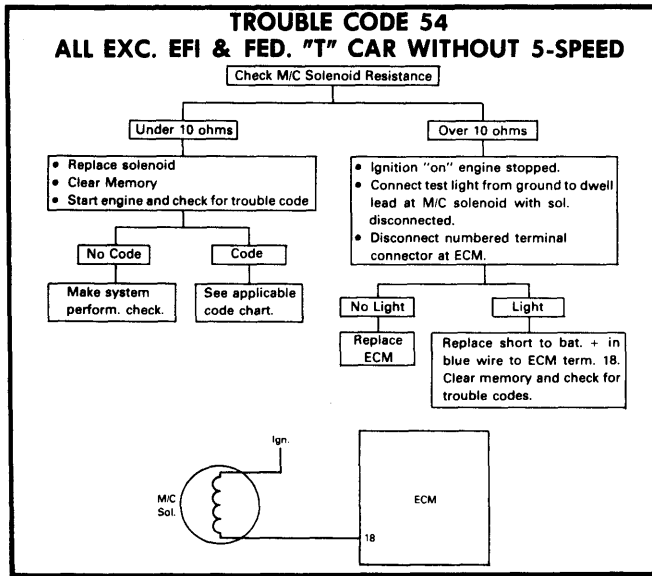 TROUBLE CODE 54
ALL EXC. EFI & FED. "T" CAR WITHOUT 5-SPEED
Check M/C Solenoid Resistance
Under 10 ohms
• Replace solenoid
• Clear Memory
• Start engine and check for trouble code
No Code
Make system
perform. check.
Code
See applicable
code chart.
Over 10 ohms
• Ignition "on" engine stopped.
• Connect test light from ground to dwell
lead at M/C solenoid with sol.
disconnected.
• Disconnect numbered terminal
connector at ECM.
No Light
Replace
ECM
Light
Replace short to bat. + in
blue wire to ECM term. 18.
Clear memory and check for
trouble codes.
Ign.
M/C
Sol.
18
ECM